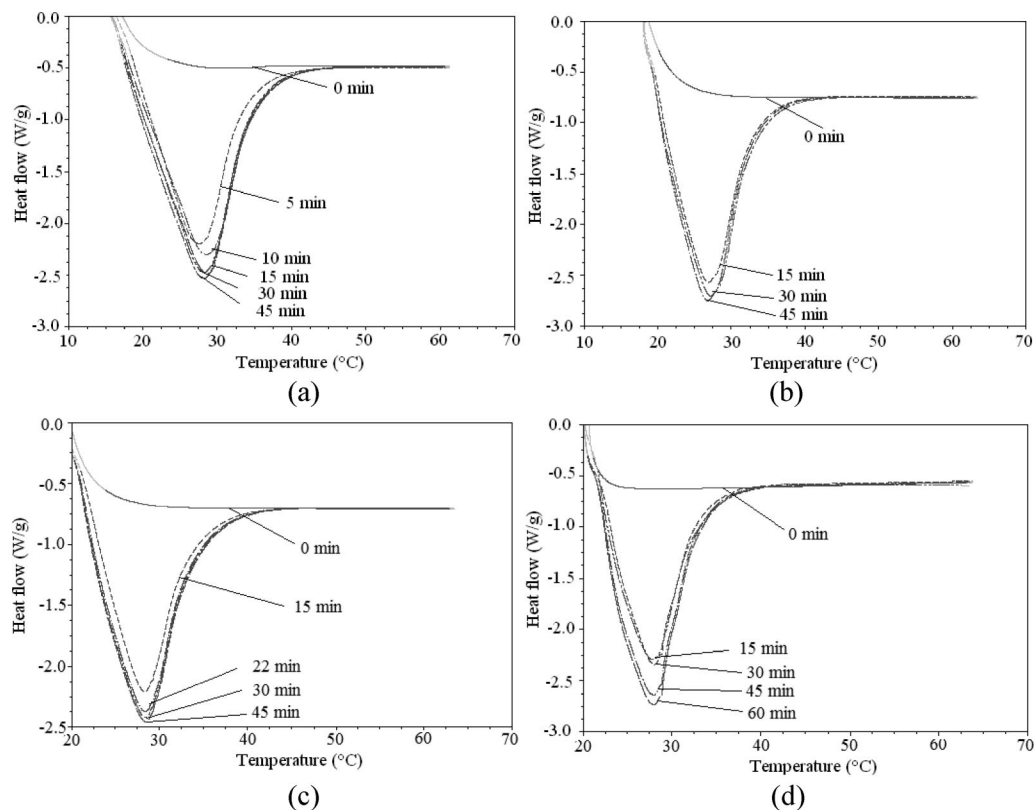 0.0
-0.5
-1.0
-1.5
-2.0
-2.5
-3.0
Heat flow (W/g)
0 min
5 min
10 min
15 min
30 min
45 min
10 20 30 40 50 60 70
Temperature (°C)
(a)
0.0
-0.5
-1.0
-1.5
-2.0
-2.5
-3.0
Heat flow (W/g)
0 min
15 min
30 min
45 min
10 20 30 40 50 60 70
Temperature (°C)
(b)
0.0
-0.5
-1.0
-1.5
-2.0
-2.5
Heat flow (W/g)
0 min
15 min
22 min
30 min
45 min
20 30 40 50 60 70
Temperature (°C)
(c)
0.0
-0.5
-1.0
-1.5
-2.0
-2.5
-3.0
Heat flow (W/g)
0 min
15 min
30 min
45 min
60 min
20 30 40 50 60 70
Temperature (°C)
(d)